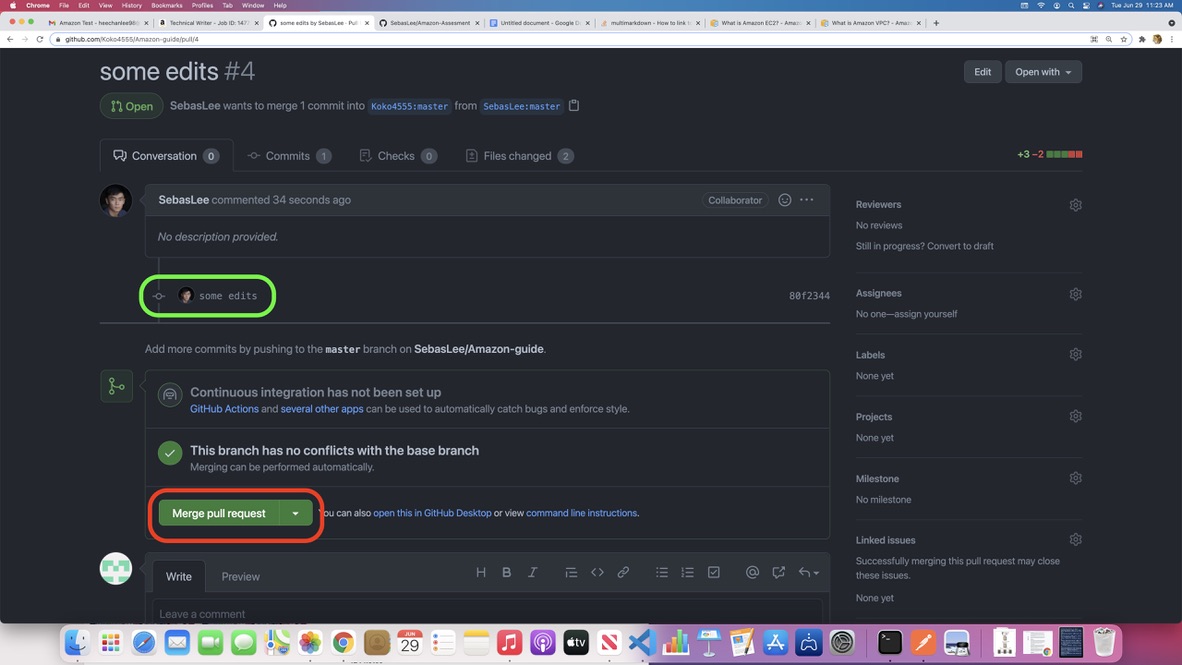 Chrome File Edit View History Bookmarks Profiles Tab Window Help Tue Jun 29 11:23 AM
Amazon Test - heechanlee98 Technical Writer - Job ID: 1477 some edits by SebasLee · Pull SebasLee/Amazon-Assesment Untitled document - Google D multimarkdown - How to link to What is Amazon EC2? - Amaz What is Amazon VPC? - Amaz
github.com/Koko4555/Amazon-guide/pull/4
some edits #4
Edit Open with
Open SebasLee wants to merge 1 commit into Koko4555:master from SebasLee:master
Conversation 0 Commits 1 Checks 0 Files changed 2 +3 −2
SebasLee commented 34 seconds ago Collaborator
No description provided.
some edits 80f2344
Add more commits by pushing to the master branch on SebasLee/Amazon-guide.
Continuous integration has not been set up
GitHub Actions and several other apps can be used to automatically catch bugs and enforce style.
This branch has no conflicts with the base branch
Merging can be performed automatically.
Merge pull request You can also open this in GitHub Desktop or view command line instructions.
Write Preview
Leave a comment
Reviewers
No reviews
Still in progress? Convert to draft
Assignees
No one—assign yourself
Labels
None yet
Projects
None yet
Milestone
No milestone
Linked issues
Successfully merging this pull request may close
these issues.
None yet
JUN
29
tv